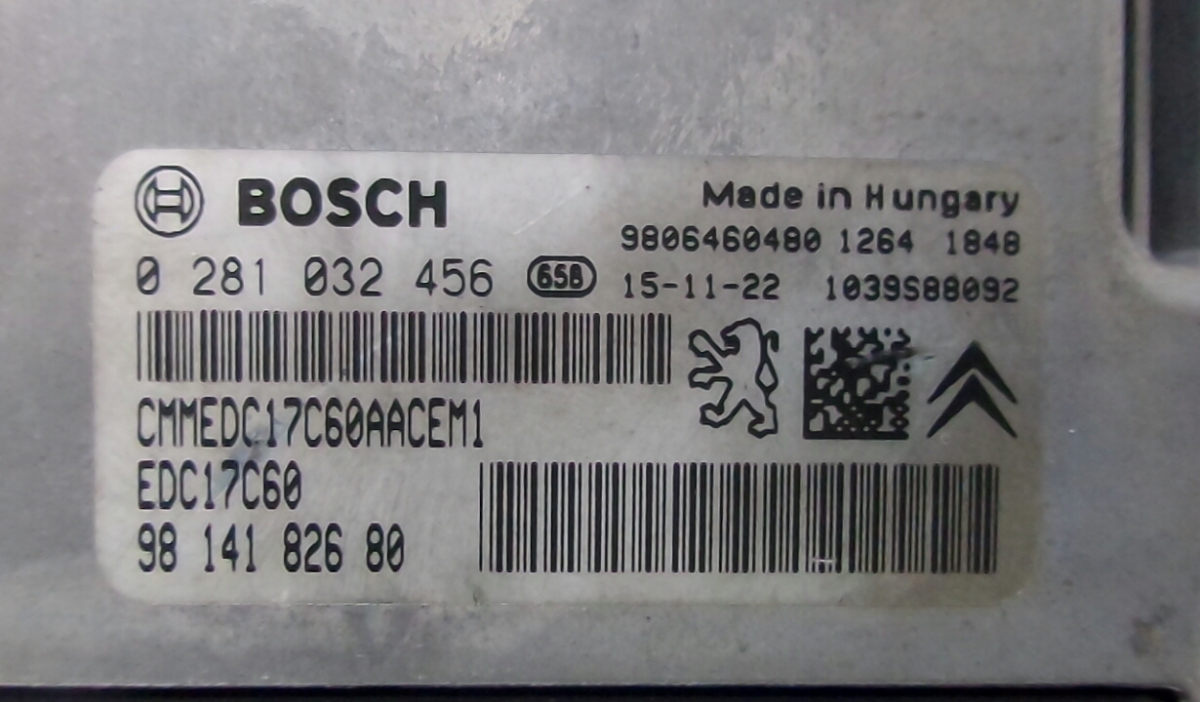 BOSCH
Made in Hungary
9806460480 1264 1848
0 281 032 456 65B 15-11-22 1039S88092
CMMEDC17C60AACEM1
EDC17C60
98 141 826 80